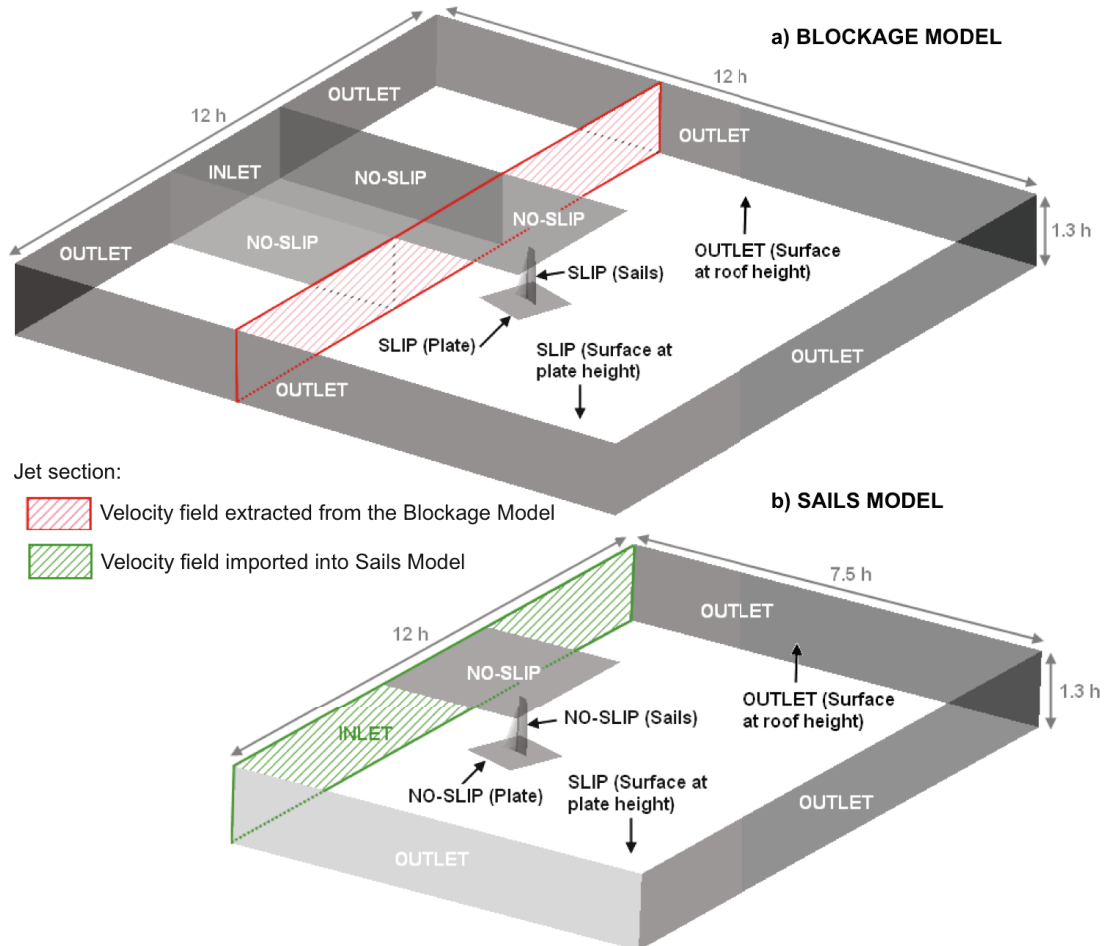 a) BLOCKAGE MODEL
12 h
12 h
OUTLET
OUTLET
INLET
NO-SLIP
NO-SLIP
OUTLET
NO-SLIP
1.3 h
OUTLET (Surface
at roof height)
SLIP (Sails)
SLIP (Plate)
SLIP (Surface at
plate height)
OUTLET
OUTLET
Jet section:
Velocity field extracted from the Blockage Model
Velocity field imported into Sails Model
b) SAILS MODEL
7.5 h
12 h
OUTLET
NO-SLIP
1.3 h
OUTLET (Surface
at roof height)
NO-SLIP (Sails)
INLET
NO-SLIP (Plate)
SLIP (Surface at
plate height)
OUTLET
OUTLET